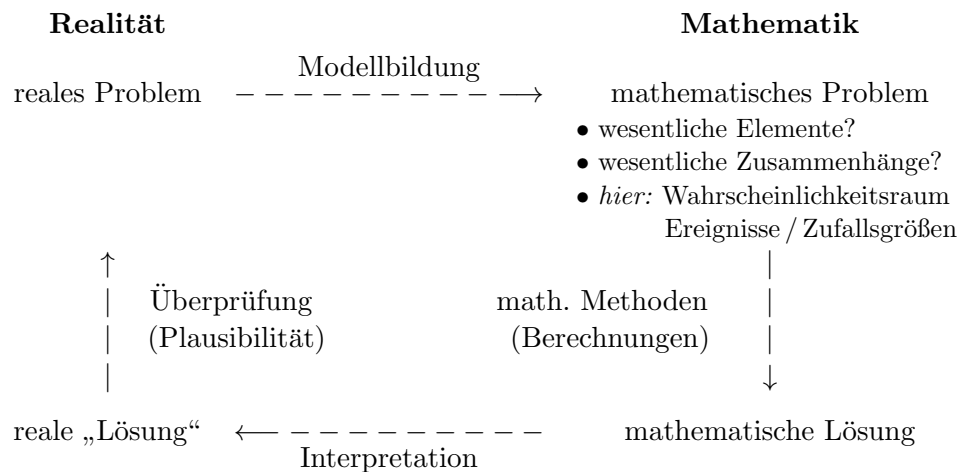 Realität
Mathematik
Modellbildung
reales Problem
mathematisches Problem
• wesentliche Elemente?
• wesentliche Zusammenhänge?
• hier: Wahrscheinlichkeitsraum
Ereignisse / Zufallsgrößen
Überprüfung
(Plausibilität)
math. Methoden
(Berechnungen)
reale „Lösung“
mathematische Lösung
Interpretation